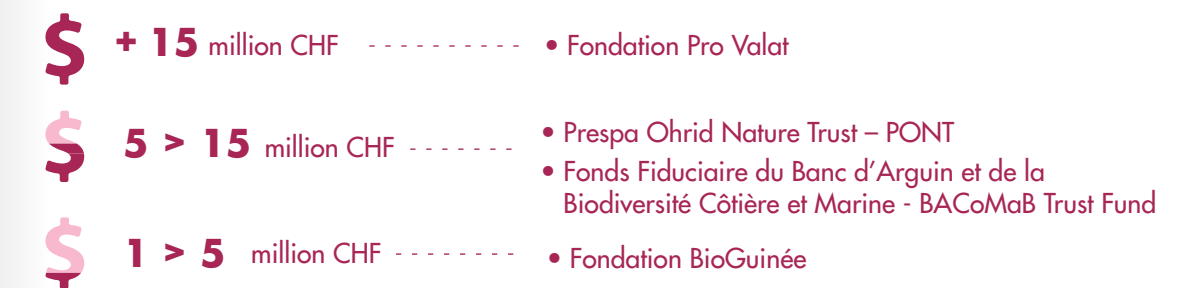 + 15 million CHF ---------- • Fondation Pro Valat
5 > 15 million CHF ------- • Prespa Ohrid Nature Trust – PONT
• Fonds Fiduciaire du Banc d’Arguin et de la
Biodiversité Côtière et Marine - BACoMaB Trust Fund
1 > 5 million CHF -------- • Fondation BioGuinée